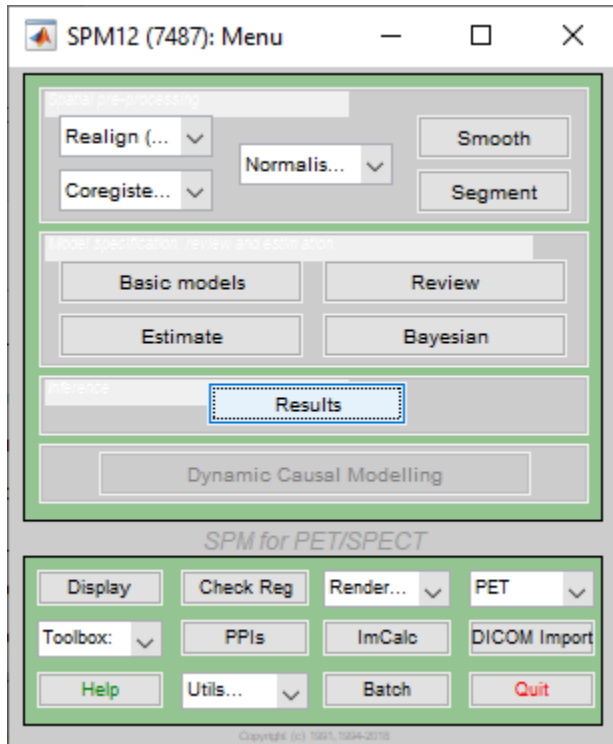 SPM12 (7487): Menu
Spatial pre-processing
Realign (...
Normalis...
Smooth
Coregiste...
Segment
Model specification, review and estimation
Basic models
Review
Estimate
Bayesian
Inference
Results
Dynamic Causal Modelling
SPM for PET/SPECT
Display
Check Reg
Render...
PET
Toolbox:
PPIs
ImCalc
DICOM Import
Help
Utils...
Batch
Quit
Copyright (c) 1991,1994-2018